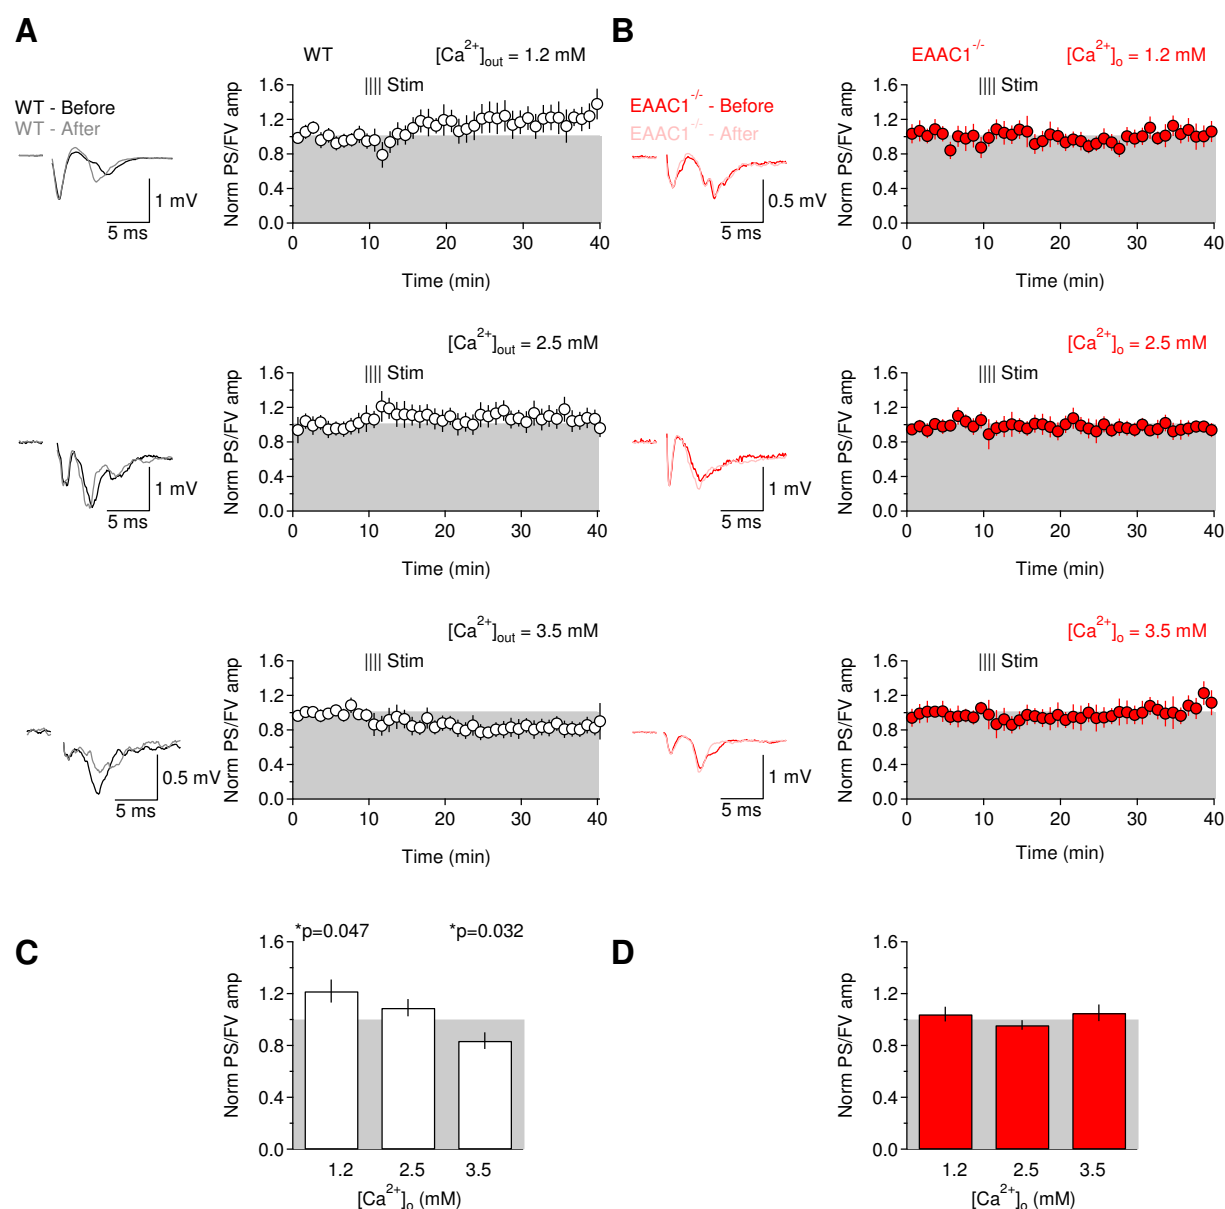 A
B
WT
[Ca2+]out = 1.2 mM
EAAC1-/-
[Ca2+]o = 1.2 mM
WT - Before
WT - After
1 mV
5 ms
|||| Stim
Norm PS/FV amp
1.6
1.2
0.8
0.4
0.0
0 10 20 30 40
Time (min)
EAAC1-/- - Before
EAAC1-/- - After
0.5 mV
5 ms
|||| Stim
Norm PS/FV amp
1.6
1.2
0.8
0.4
0.0
0 10 20 30 40
Time (min)
[Ca2+]out = 2.5 mM
1 mV
5 ms
|||| Stim
Norm PS/FV amp
1.6
1.2
0.8
0.4
0.0
0 10 20 30 40
Time (min)
[Ca2+]o = 2.5 mM
1 mV
5 ms
|||| Stim
Norm PS/FV amp
1.6
1.2
0.8
0.4
0.0
0 10 20 30 40
Time (min)
[Ca2+]out = 3.5 mM
0.5 mV
5 ms
|||| Stim
Norm PS/FV amp
1.6
1.2
0.8
0.4
0.0
0 10 20 30 40
Time (min)
[Ca2+]o = 3.5 mM
1 mV
5 ms
|||| Stim
Norm PS/FV amp
1.6
1.2
0.8
0.4
0.0
0 10 20 30 40
Time (min)
C
*p=0.047 *p=0.032
Norm PS/FV amp
1.6
1.2
0.8
0.4
0.0
1.2 2.5 3.5
[Ca2+]o (mM)
D
Norm PS/FV amp
1.6
1.2
0.8
0.4
0.0
1.2 2.5 3.5
[Ca2+]o (mM)